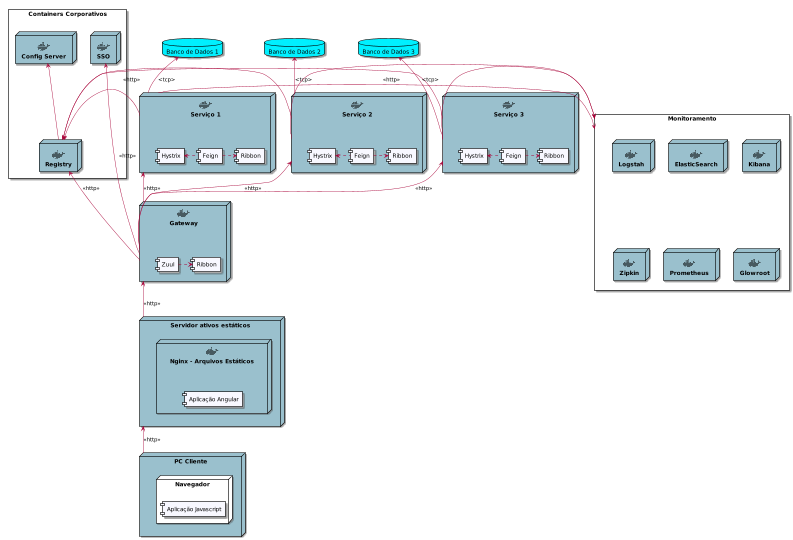 Containers Corporativos
Config Server
SSO
Registry
Banco de Dados 1
Banco de Dados 2
Banco de Dados 3
«http»
«tcp»
«tcp»
«http»
«tcp»
Serviço 1
Hystrix
Feign
Ribbon
Serviço 2
Hystrix
Feign
Ribbon
Serviço 3
Hystrix
Feign
Ribbon
Monitoramento
Logstah
ElasticSearch
Kibana
Zipkin
Prometheus
Glowroot
«http»
«http»
«http»
«http»
«http»
Gateway
Zuul
Ribbon
«http»
Servidor ativos estáticos
Nginx - Arquivos Estáticos
Aplicação Angular
«http»
PC Cliente
Navegador
Aplicação Javascript